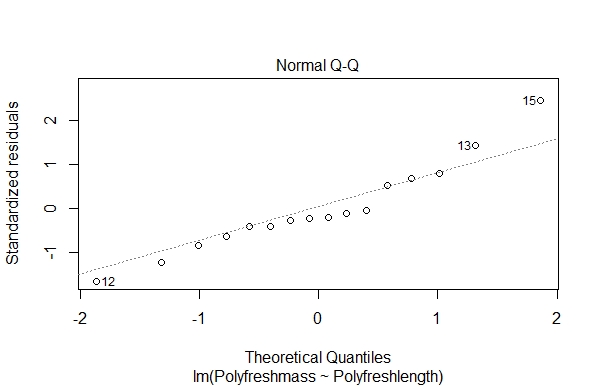 Normal Q-Q
Standardized residuals
2
1
0
-1
15
13
12
-2 -1 0 1 2
Theoretical Quantiles
lm(Polyfreshmass ~ Polyfreshlength)